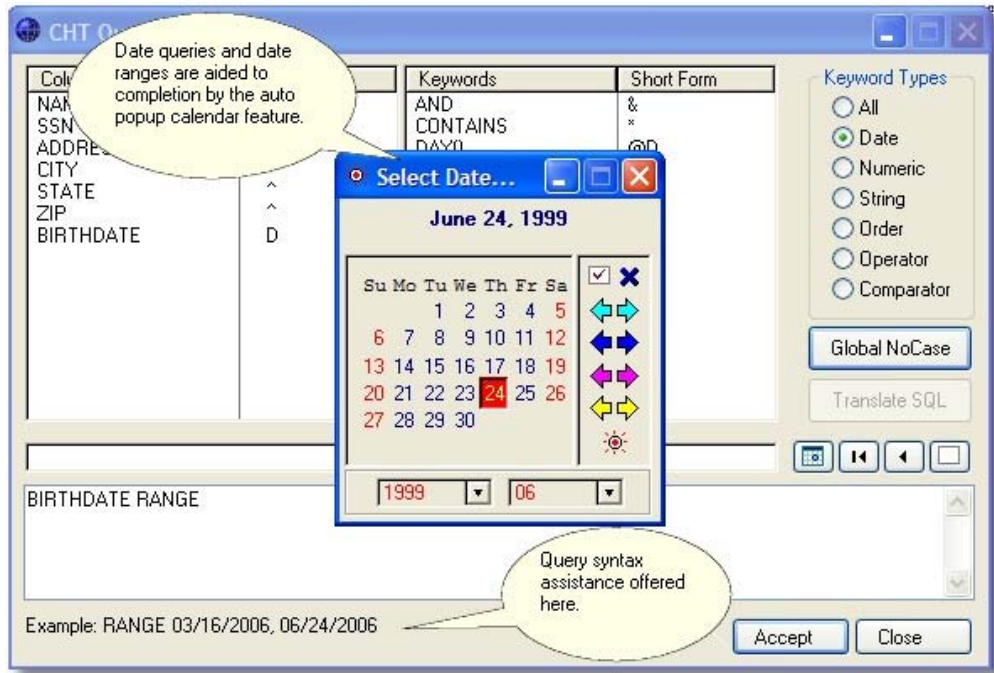 CHT
Date queries and date
ranges are aided to
completion by the auto
popup calendar feature.
Keywords Short Form
AND &
CONTAINS *
@D
SSN
ADDRES
CITY
STATE ^
ZIP ^
BIRTHDATE D
Keyword Types
All
Date
Numeric
String
Order
Operator
Comparator
Global NoCase
Translate SQL
Select Date...
June 24, 1999
Su Mo Tu We Th Fr Sa
1 2 3 4 5
6 7 8 9 10 11 12
13 14 15 16 17 18 19
20 21 22 23 24 25 26
27 28 29 30
1999 06
BIRTHDATE RANGE
Query syntax
assistance offered
here.
Example: RANGE 03/16/2006, 06/24/2006
Accept Close